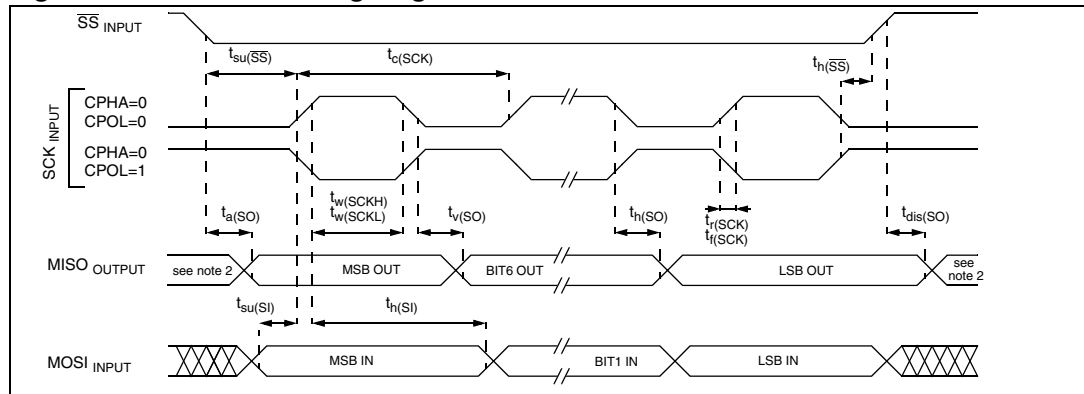 SS INPUT
tsu(SS)
tc(SCK)
th(SS)
SCK INPUT
CPHA=0
CPOL=0
CPHA=0
CPOL=1
ta(SO)
tw(SCKH)
tw(SCKL)
tv(SO)
th(SO)
tr(SCK)
tf(SCK)
tdis(SO)
MISO OUTPUT
see note 2
MSB OUT
BIT6 OUT
LSB OUT
see
note 2
tsu(SI)
th(SI)
MOSI INPUT
MSB IN
BIT1 IN
LSB IN